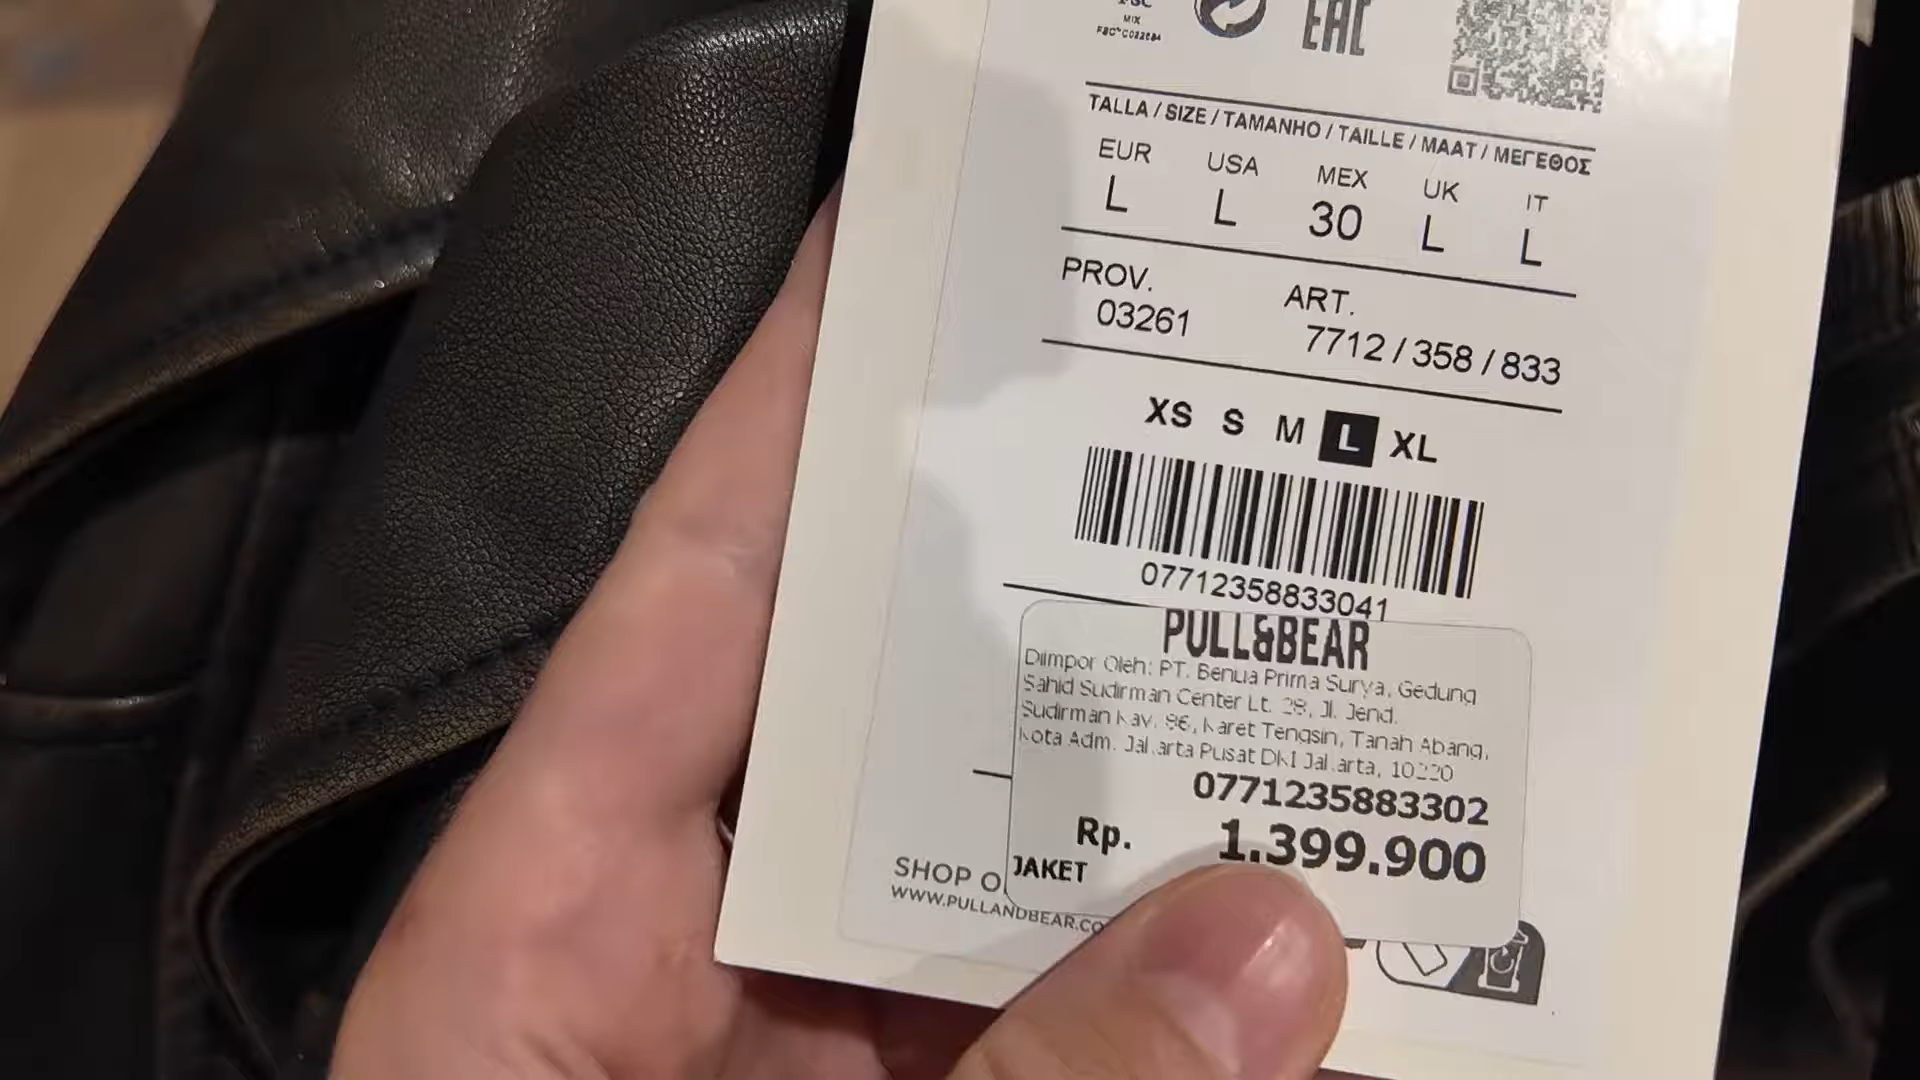 MIX
EAC
TALLA / SIZE / TAMANHO / TAILLE / MAAT / ΜΕΓΕΘΟΣ
EUR USA MEX UK IT
L L 30 L L
PROV. ART.
03261 7712 / 358 / 833
XS S M L XL
07712358833041
PULL&BEAR
Diimpor Oleh: PT. Benua Prima Surya, Gedung
Sahid Sudirman Center Lt. 28, Jl. Jend.
Sudirman Kav. 86, Karet Tengsin, Tanah Abang,
Kota Adm. Jakarta Pusat DKI Jakarta, 10220
0771235883302
Rp. 1.399.900
JAKET
SHOP O
WWW.PULLANDBEAR.CO